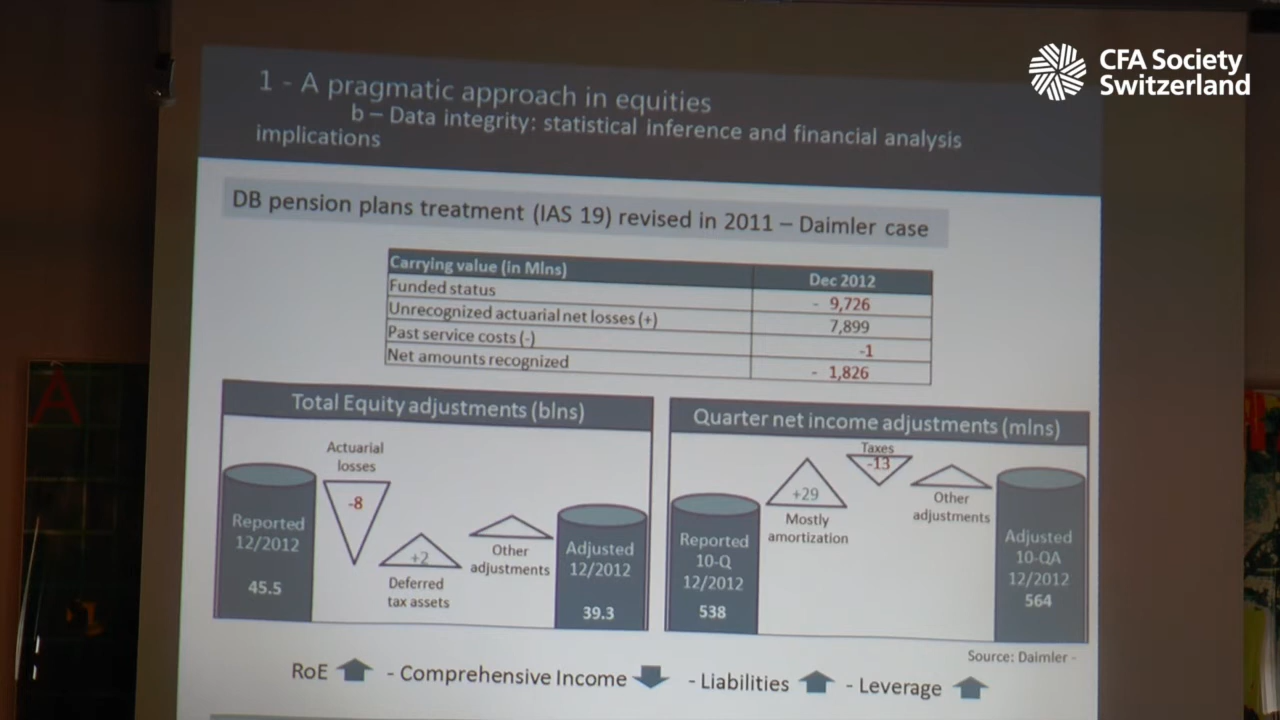 CFA Society
Switzerland
1 - A pragmatic approach in equities
b – Data integrity: statistical inference and financial analysis
implications
DB pension plans treatment (IAS 19) revised in 2011 – Daimler case
Carrying value (in Mlns) Dec 2012
Funded status - 9,726
Unrecognized actuarial net losses (+) 7,899
Past service costs (-) -1
Net amounts recognized - 1,826
Total Equity adjustments (blns)
Actuarial
losses
-8
Reported
12/2012
45.5
+2
Deferred
tax assets
Other
adjustments
Adjusted
12/2012
39.3
Quarter net income adjustments (mlns)
Reported
10-Q
12/2012
538
+29
Mostly
amortization
Taxes
-13
Other
adjustments
Adjusted
10-QA
12/2012
564
Source: Daimler -
RoE - Comprehensive Income - Liabilities - Leverage
A